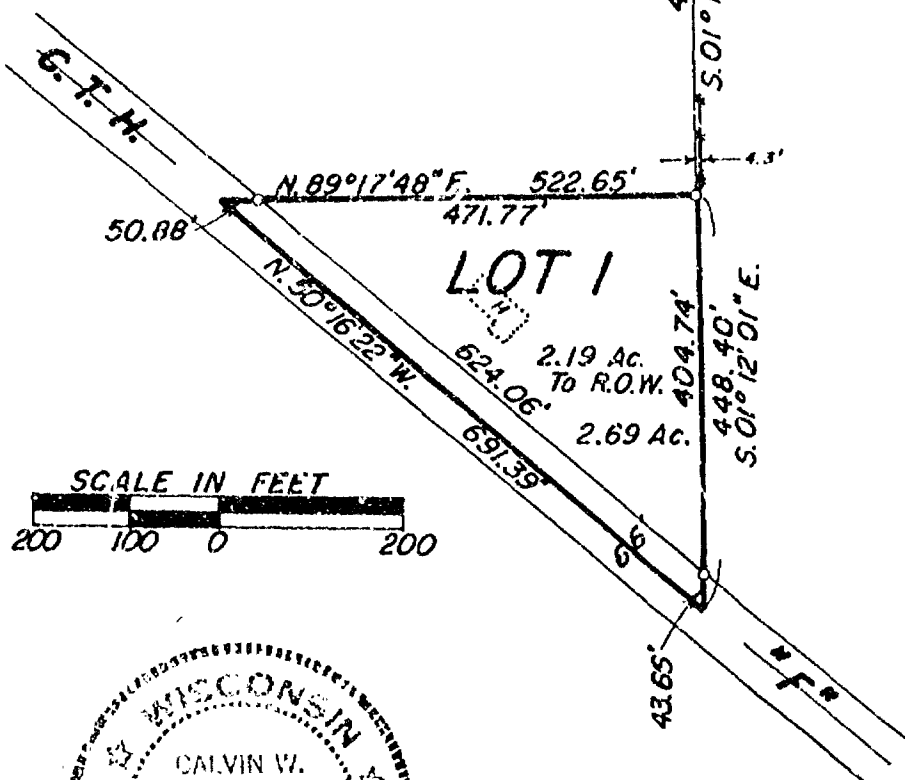 S.01°1
C. T. H.
4.3'
N. 89°17'48" E. 522.65'
471.77'
50.88'
LOT 1
H
N. 50°16'22" W.
624.06'
691.39'
2.19 Ac.
To R.O.W.
2.69 Ac.
404.74'
448.40'
S. 01° 12' 01" E.
SCALE IN FEET
200 100 0 200
66'
43.65'
"F"
WISCONSIN
CALVIN W.